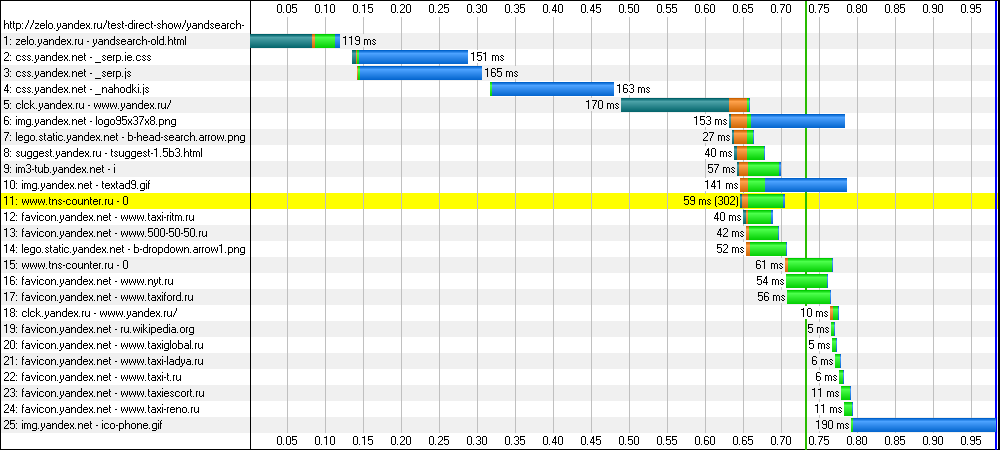 0.05 0.10 0.15 0.20 0.25 0.30 0.35 0.40 0.45 0.50 0.55 0.60 0.65 0.70 0.75 0.80 0.85 0.90 0.95
http://zelo.yandex.ru/test-direct-show/yandsearch-
1: zelo.yandex.ru - yandsearch-old.html 119 ms
2: css.yandex.net - _serp.ie.css 151 ms
3: css.yandex.net - _serp.js 165 ms
4: css.yandex.net - _nahodki.js 163 ms
5: clck.yandex.ru - www.yandex.ru/ 170 ms
6: img.yandex.net - logo95x37x8.png 153 ms
7: lego.static.yandex.net - b-head-search.arrow.png 27 ms
8: suggest.yandex.ru - tsuggest-1.5b3.html 40 ms
9: im3-tub.yandex.net - i 57 ms
10: img.yandex.net - textad9.gif 141 ms
11: www.tns-counter.ru - 0 59 ms (302)
12: favicon.yandex.net - www.taxi-ritm.ru 40 ms
13: favicon.yandex.net - www.500-50-50.ru 42 ms
14: lego.static.yandex.net - b-dropdown.arrow1.png 52 ms
15: www.tns-counter.ru - 0 61 ms
16: favicon.yandex.net - www.nyt.ru 54 ms
17: favicon.yandex.net - www.taxiford.ru 56 ms
18: clck.yandex.ru - www.yandex.ru/ 10 ms
19: favicon.yandex.net - ru.wikipedia.org 5 ms
20: favicon.yandex.net - www.taxiglobal.ru 5 ms
21: favicon.yandex.net - www.taxi-ladya.ru 6 ms
22: favicon.yandex.net - www.taxi-t.ru 6 ms
23: favicon.yandex.net - www.taxiescort.ru 11 ms
24: favicon.yandex.net - www.taxi-reno.ru 11 ms
25: img.yandex.net - ico-phone.gif 190 ms
0.05 0.10 0.15 0.20 0.25 0.30 0.35 0.40 0.45 0.50 0.55 0.60 0.65 0.70 0.75 0.80 0.85 0.90 0.95